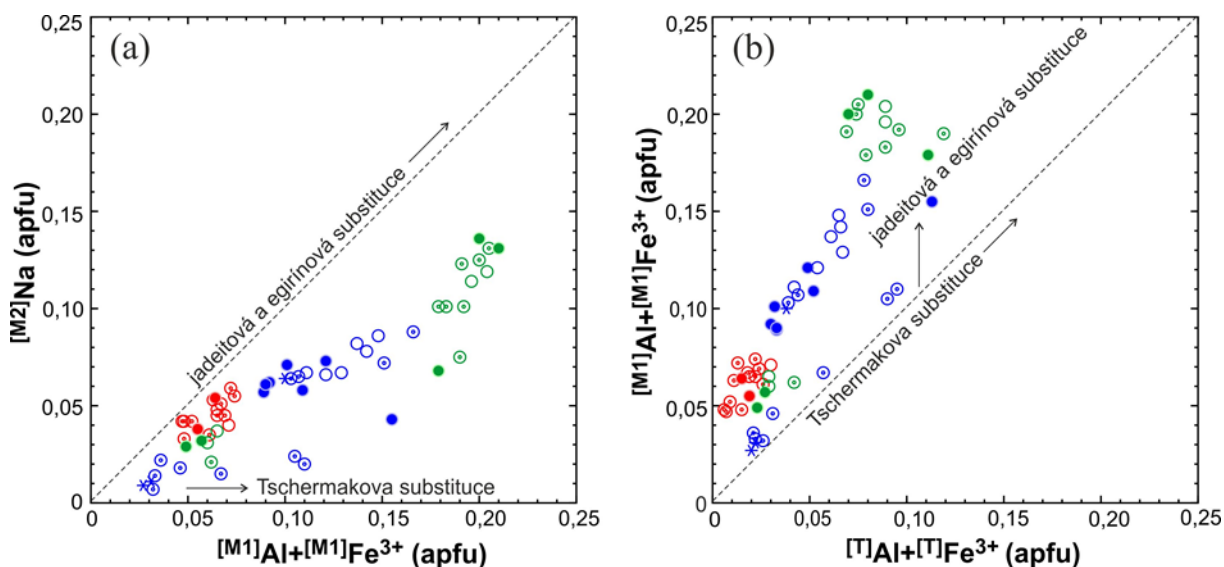 (a)
0,25
0,20
0,15
0,10
0,05
0
[M2]Na (apfu)
jadeitová a egirínová substituce
Tschermakova substituce
0
0,05
0,10
0,15
0,20
0,25
[M1]Al+[M1]Fe3+ (apfu)
(b)
0,25
0,20
0,15
0,10
0,05
0
[M1]Al+[M1]Fe3+ (apfu)
jadeitová a egirínová substituce
Tschermakova substituce
0
0,05
0,10
0,15
0,20
0,25
[T]Al+[T]Fe3+ (apfu)